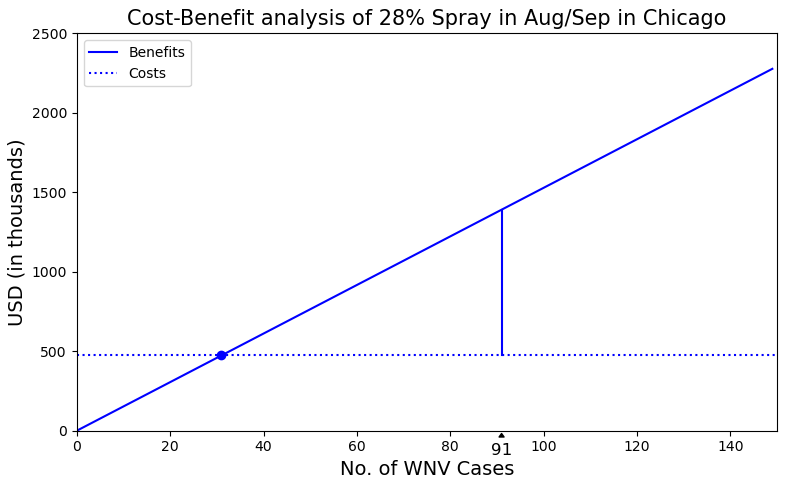 Cost-Benefit analysis of 28% Spray in Aug/Sep in Chicago
Benefits
Costs
USD (in thousands)
2500
2000
1500
1000
500
0
0 20 40 60 80 100 120 140
91
No. of WNV Cases